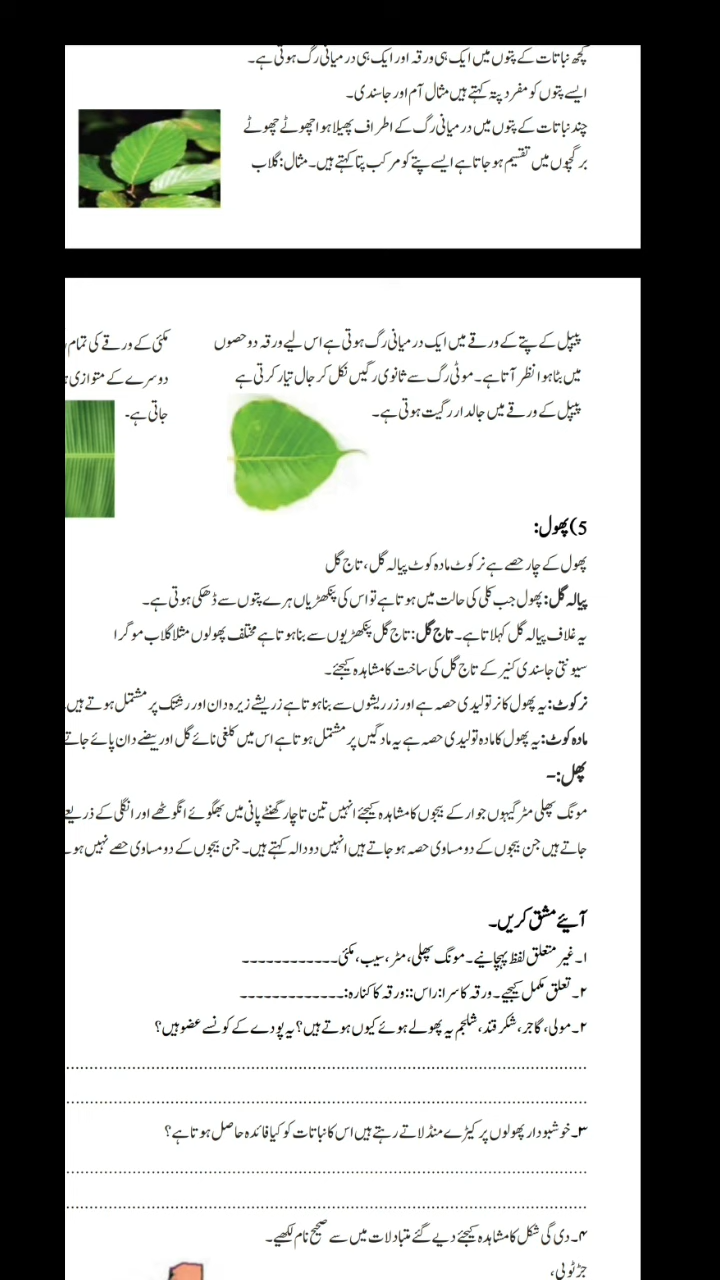 کچھ نباتات کے پتوں میں ایک ہی ورقہ اور ایک ہی درمیانی رگ ہوتی ہے۔
ایسے پتوں کو مفرد پتہ کہتے ہیں مثال آم اور جاسندی۔
چند نباتات کے پتوں میں درمیانی رگ کے اطراف پھیلا ہوا چھوٹے چھوٹے
برگچوں میں تقسیم ہو جاتا ہے ایسے پتے کو مرکب پتا کہتے ہیں۔ مثال: گلاب
پیپل کے پتے کے ورقے میں ایک درمیانی رگ ہوتی ہے اس لیے ورقہ دو حصوں
میں بٹا ہوا نظر آتا ہے۔ موٹی رگ سے ثانوی رگیں نکل کر جال تیار کرتی ہے
پیپل کے ورقے میں جالدار رگیت ہوتی ہے۔
مکئی کے ورقے کی تمام
دوسرے کے متوازی
جاتی ہے۔
5) پھول:
پھول کے چار حصے ہے نر کوٹ مادہ کوٹ پیالہ گل، تاج گل
پیالہ گل: پھول جب کلی کی حالت میں ہوتا ہے تو اس کی پنکھڑیاں ہرے پتوں سے ڈھکی ہوتی ہے۔
یہ غلاف پیالہ گل کہلاتا ہے۔ تاج گل: تاج گل پنکھڑیوں سے بنا ہوتا ہے مختلف پھولوں مثلا گلاب موگرا
سیونتی جاسندی کنیر کے تاج گل کی ساخت کا مشاہدہ کیجئے۔
نر کوٹ: یہ پھول کا نر تولیدی حصہ ہے اور زر ریشوں سے بنا ہوتا ہے زر ریشے زیرہ دان اور رشتک پر مشتمل ہوتے ہیں
مادہ کوٹ: یہ پھول کا مادہ تولیدی حصہ ہے یہ مادگیں پر مشتمل ہوتا ہے اس میں کلغی نائے گل اور بیضے دان پائے جاتے
پھل:-
مونگ پھلی مٹر گیہوں جوار کے بیجوں کا مشاہدہ کیجئے انہیں تین تا چار گھنٹے پانی میں بھگوئے انگوٹھے اور انگلی کے ذریعے
جاتے ہیں جن بیجوں کے دو مساوی حصہ ہو جاتے ہیں انہیں دو دالہ کہتے ہیں۔ جن بیجوں کے دو مساوی حصے نہیں
آئیے مشق کریں۔
۱۔ غیر متعلق لفظ پہچانیے۔ مونگ پھلی، مٹر، سیب، مکئی۔------------
۲۔ تعلق مکمل کیجیے۔ ورقہ کا سرا: راس:: ورقہ کا کنارہ:-------------
۲۔ مولی، گاجر، شکر قند، شلجم یہ پھولے ہوئے کیوں ہوتے ہیں؟ یہ پودے کے کونسے عضو ہیں؟
۳۔ خوشبودار پھولوں پر کیڑے منڈلاتے رہتے ہیں اس کا نباتات کو کیا فائدہ حاصل ہوتا ہے؟
۴۔ دی گی شکل کا مشاہدہ کیجئے دیے گئے متبادلات میں سے صحیح نام لکھیے۔
جڑ ٹوپی،